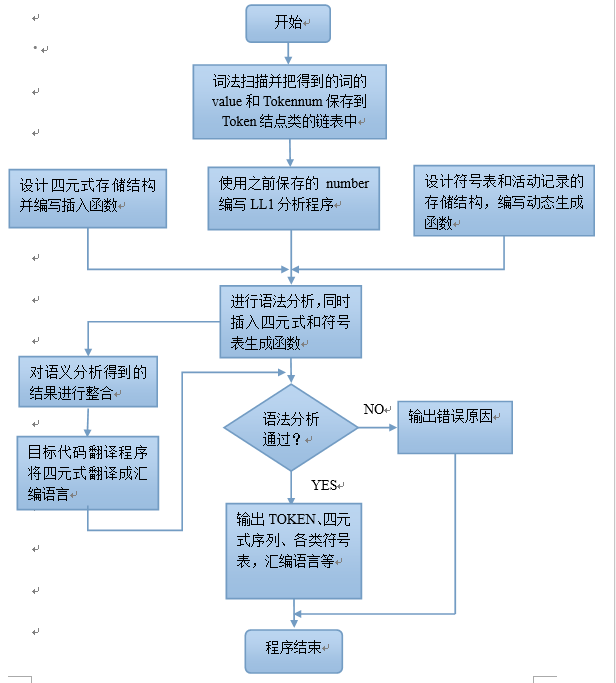 开始
词法扫描并把得到的词的
value 和 Tokennum 保存到
Token 结点类的链表中
设计四元式存储结构
并编写插入函数
使用之前保存的 number
编写 LL1 分析程序
设计符号表和活动记录的
存储结构，编写动态生成
函数
进行语法分析，同时
插入四元式和符号
表生成函数
对语义分析得到的
结果进行整合
目标代码翻译程序
将四元式翻译成汇
编语言
语法分析
通过？
NO
输出错误原因
YES
输出 TOKEN、四元
式序列、各类符号
表，汇编语言等
程序结束